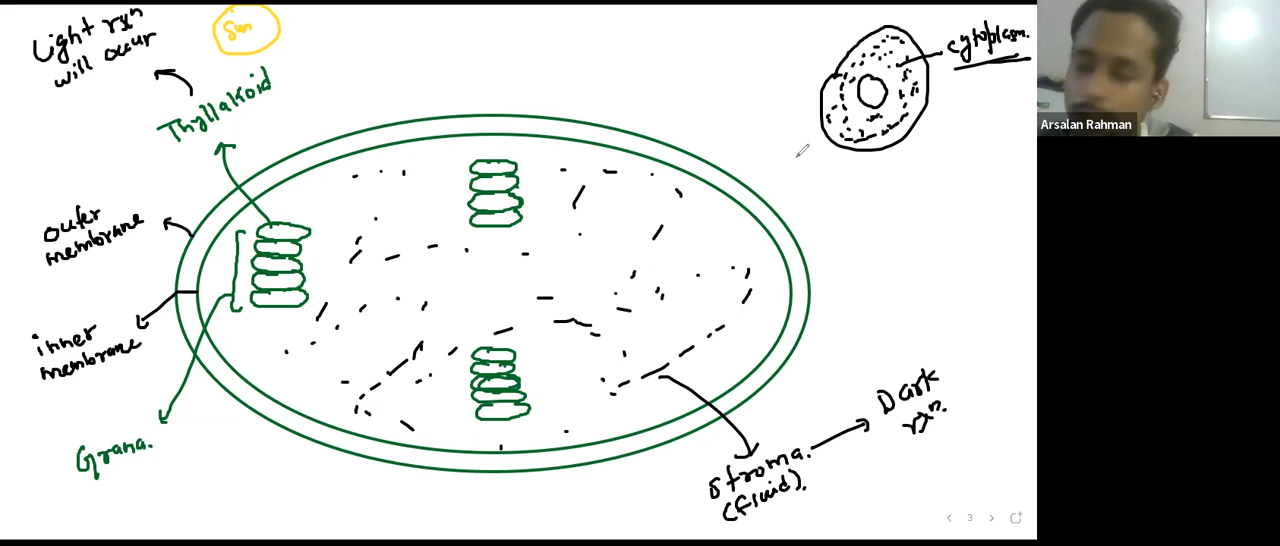 Light rxn
will occur
Sun
Thyllakoid
cytoplasm.
Arsalan Rahman
outer
membrane
inner
membrane
Grana.
stroma.
(fluid).
Dark
rxn.
3